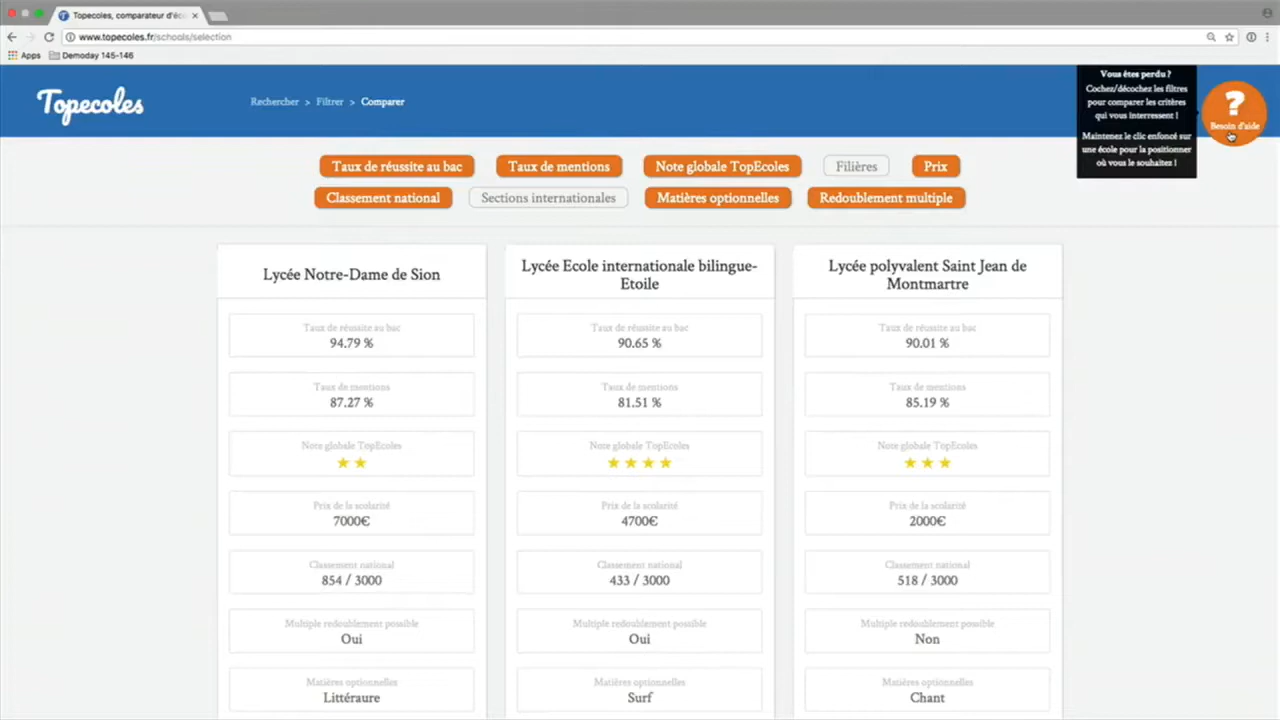 Topecoles, comparateur d'éco
www.topecoles.fr/schools/selection
Apps Demoday 145-146
Topecoles
Rechercher > Filtrer > Comparer
Vous êtes perdu ?
Cochez/décochez les filtres
pour comparer les critères
qui vous interressent !
Maintenez le clic enfoncé sur
une école pour la positionner
où vous le souhaitez !
?
Besoin d'aide
Taux de réussite au bac Taux de mentions Note globale TopEcoles Filières Prix
Classement national Sections internationales Matières optionnelles Redoublement multiple
Lycée Notre-Dame de Sion
Taux de réussite au bac
94.79 %
Taux de mentions
87.27 %
Note globale TopEcoles
Prix de la scolarité
7000€
Classement national
854 / 3000
Multiple redoublement possible
Oui
Matières optionnelles
Littéraure
Lycée Ecole internationale bilingue-
Etoile
Taux de réussite au bac
90.65 %
Taux de mentions
81.51 %
Note globale TopEcoles
Prix de la scolarité
4700€
Classement national
433 / 3000
Multiple redoublement possible
Oui
Matières optionnelles
Surf
Lycée polyvalent Saint Jean de
Montmartre
Taux de réussite au bac
90.01 %
Taux de mentions
85.19 %
Note globale TopEcoles
Prix de la scolarité
2000€
Classement national
518 / 3000
Multiple redoublement possible
Non
Matières optionnelles
Chant